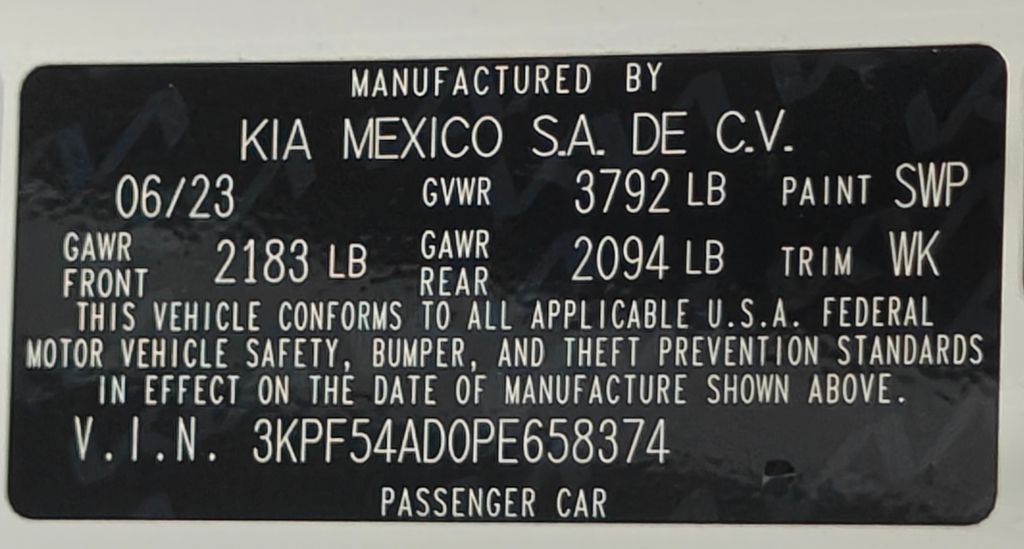 MANUFACTURED BY
KIA MEXICO S.A. DE C.V.
06/23 GVWR 3792 LB PAINT SWP
GAWR FRONT 2183 LB GAWR REAR 2094 LB TRIM WK
THIS VEHICLE CONFORMS TO ALL APPLICABLE U.S.A. FEDERAL
MOTOR VEHICLE SAFETY, BUMPER, AND THEFT PREVENTION STANDARDS
IN EFFECT ON THE DATE OF MANUFACTURE SHOWN ABOVE.
V.I.N. 3KPF54AD0PE658374
PASSENGER CAR